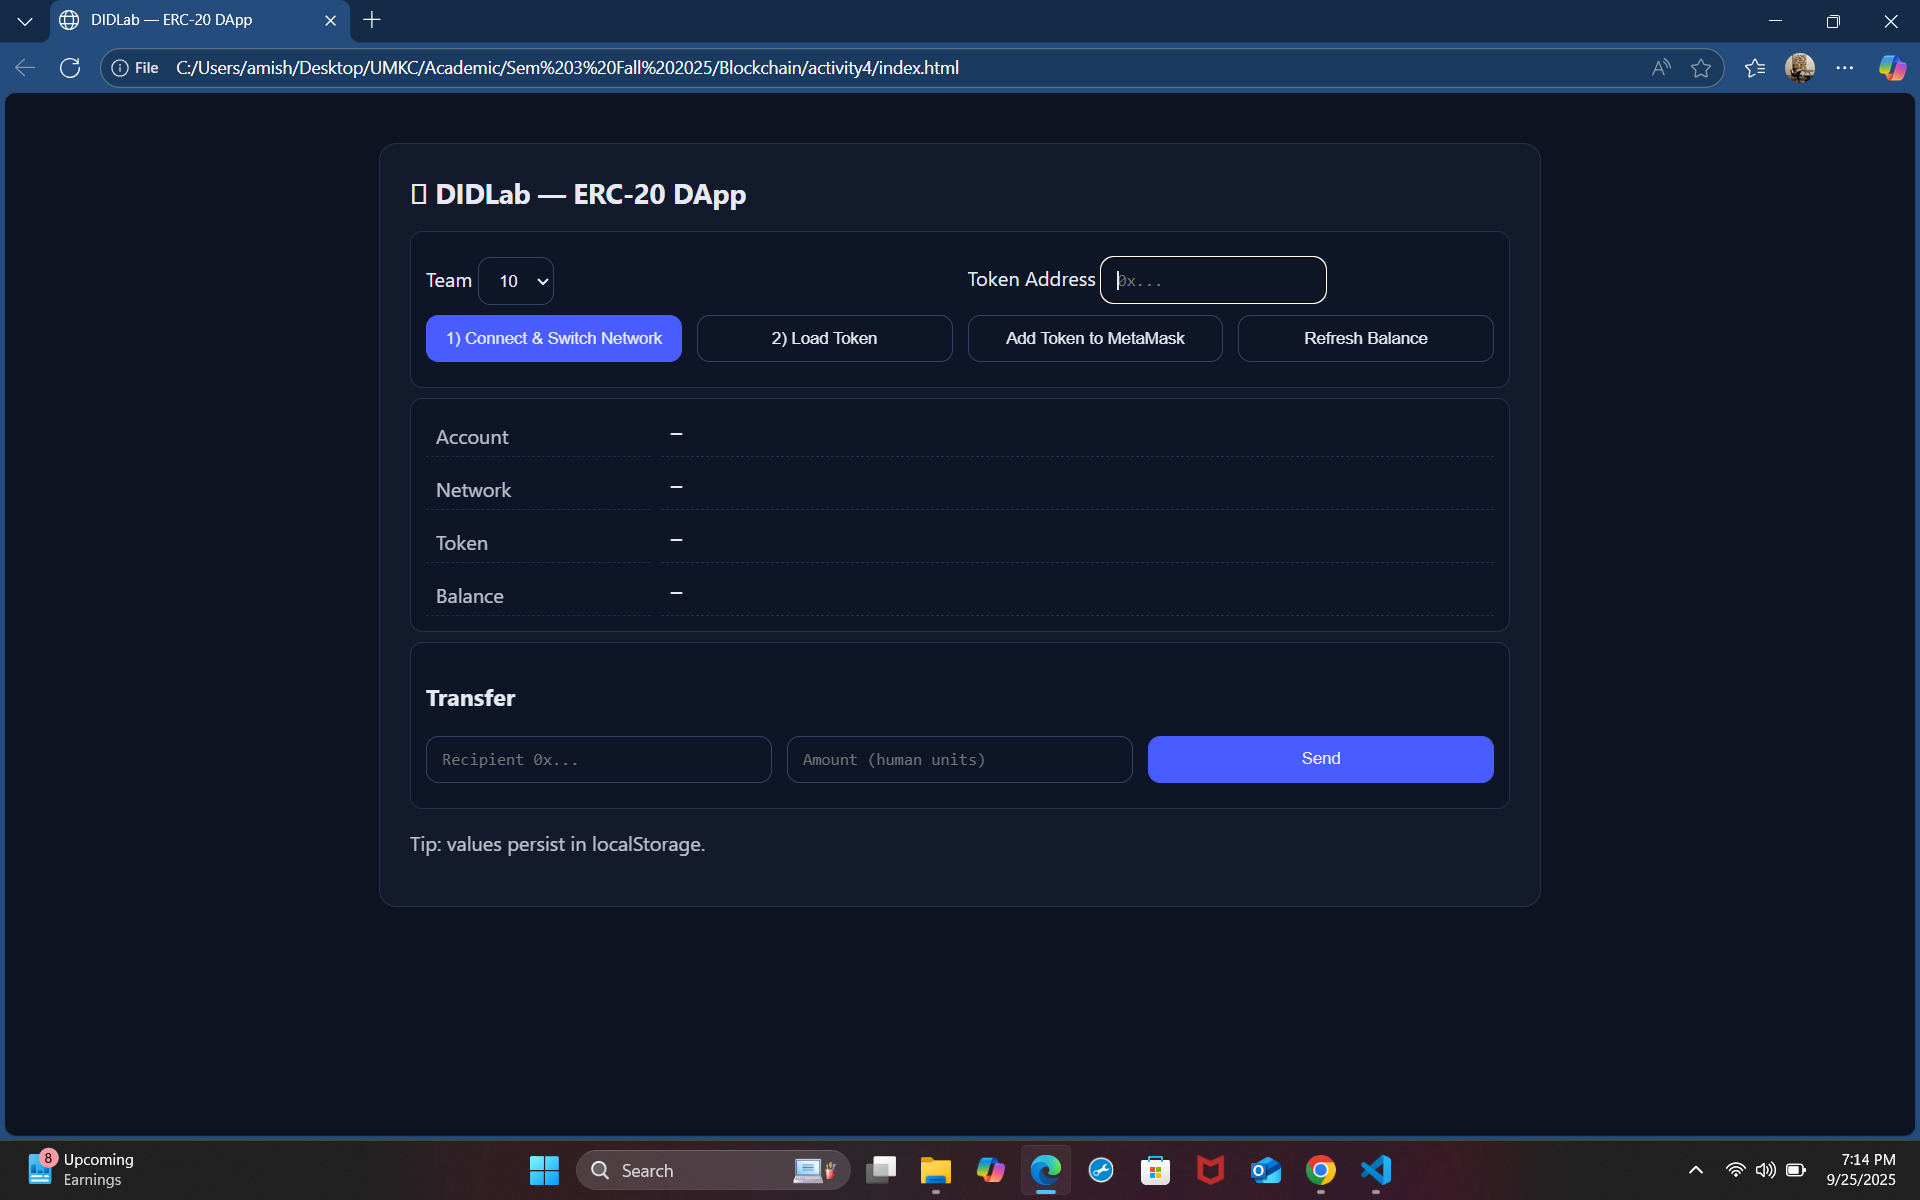 DIDLab — ERC-20 DApp
File C:/Users/amish/Desktop/UMKC/Academic/Sem%203%20Fall%202025/Blockchain/activity4/index.html
DIDLab — ERC-20 DApp
Team 10 Token Address 0x...
1) Connect & Switch Network 2) Load Token Add Token to MetaMask Refresh Balance
Account —
Network —
Token —
Balance —
Transfer
Recipient 0x... Amount (human units) Send
Tip: values persist in localStorage.
8 Upcoming
Earnings
Search
7:14 PM
9/25/2025